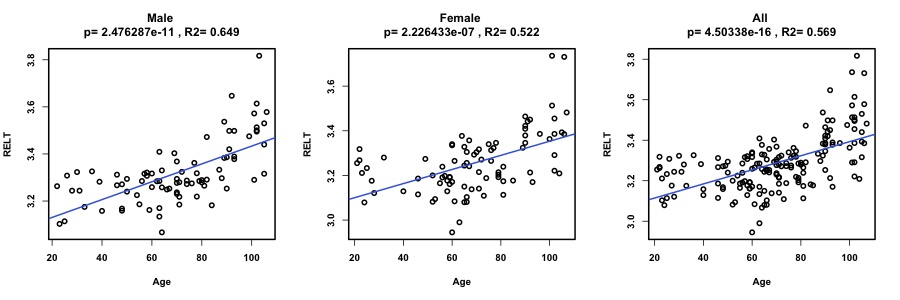 Male
p= 2.476287e-11 , R2= 0.649
RELT
3.8
3.6
3.4
3.2
20 40 60 80 100
Age
Female
p= 2.226433e-07 , R2= 0.522
RELT
3.6
3.4
3.2
3.0
20 40 60 80 100
Age
All
p= 4.50338e-16 , R2= 0.569
RELT
3.8
3.6
3.4
3.2
3.0
20 40 60 80 100
Age